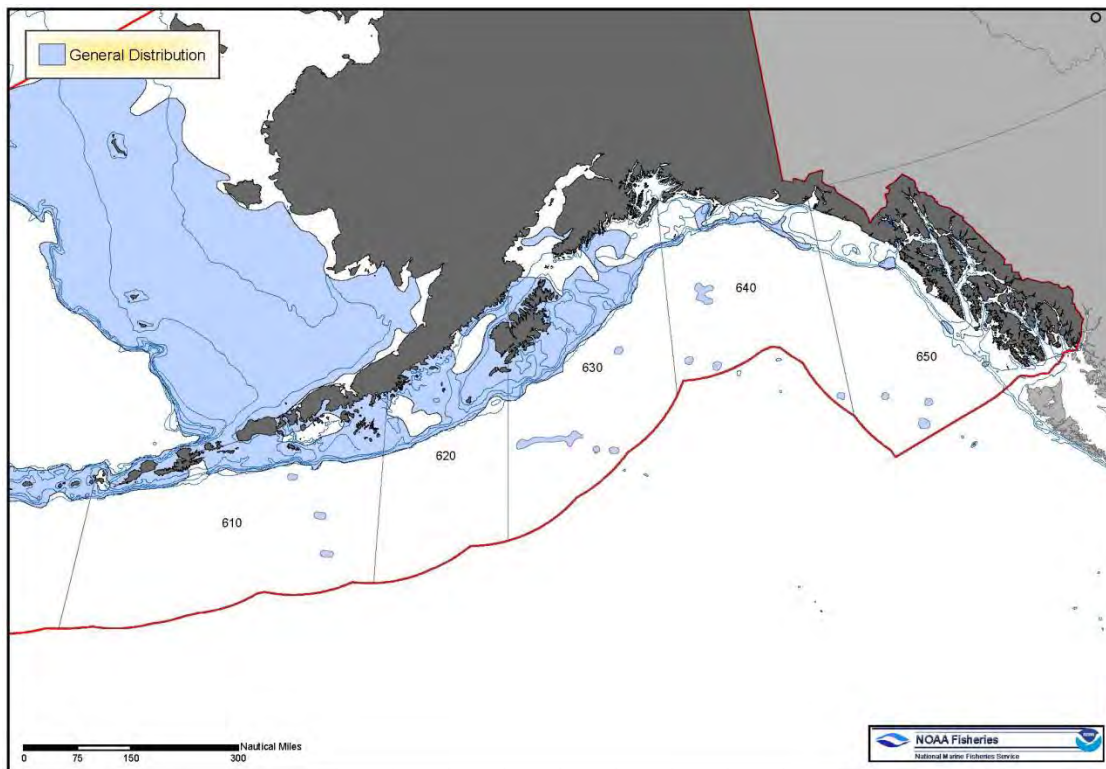 General Distribution
640
650
630
620
610
Nautical Miles
0 75 150 300
NOAA Fisheries
National Marine Fisheries Service